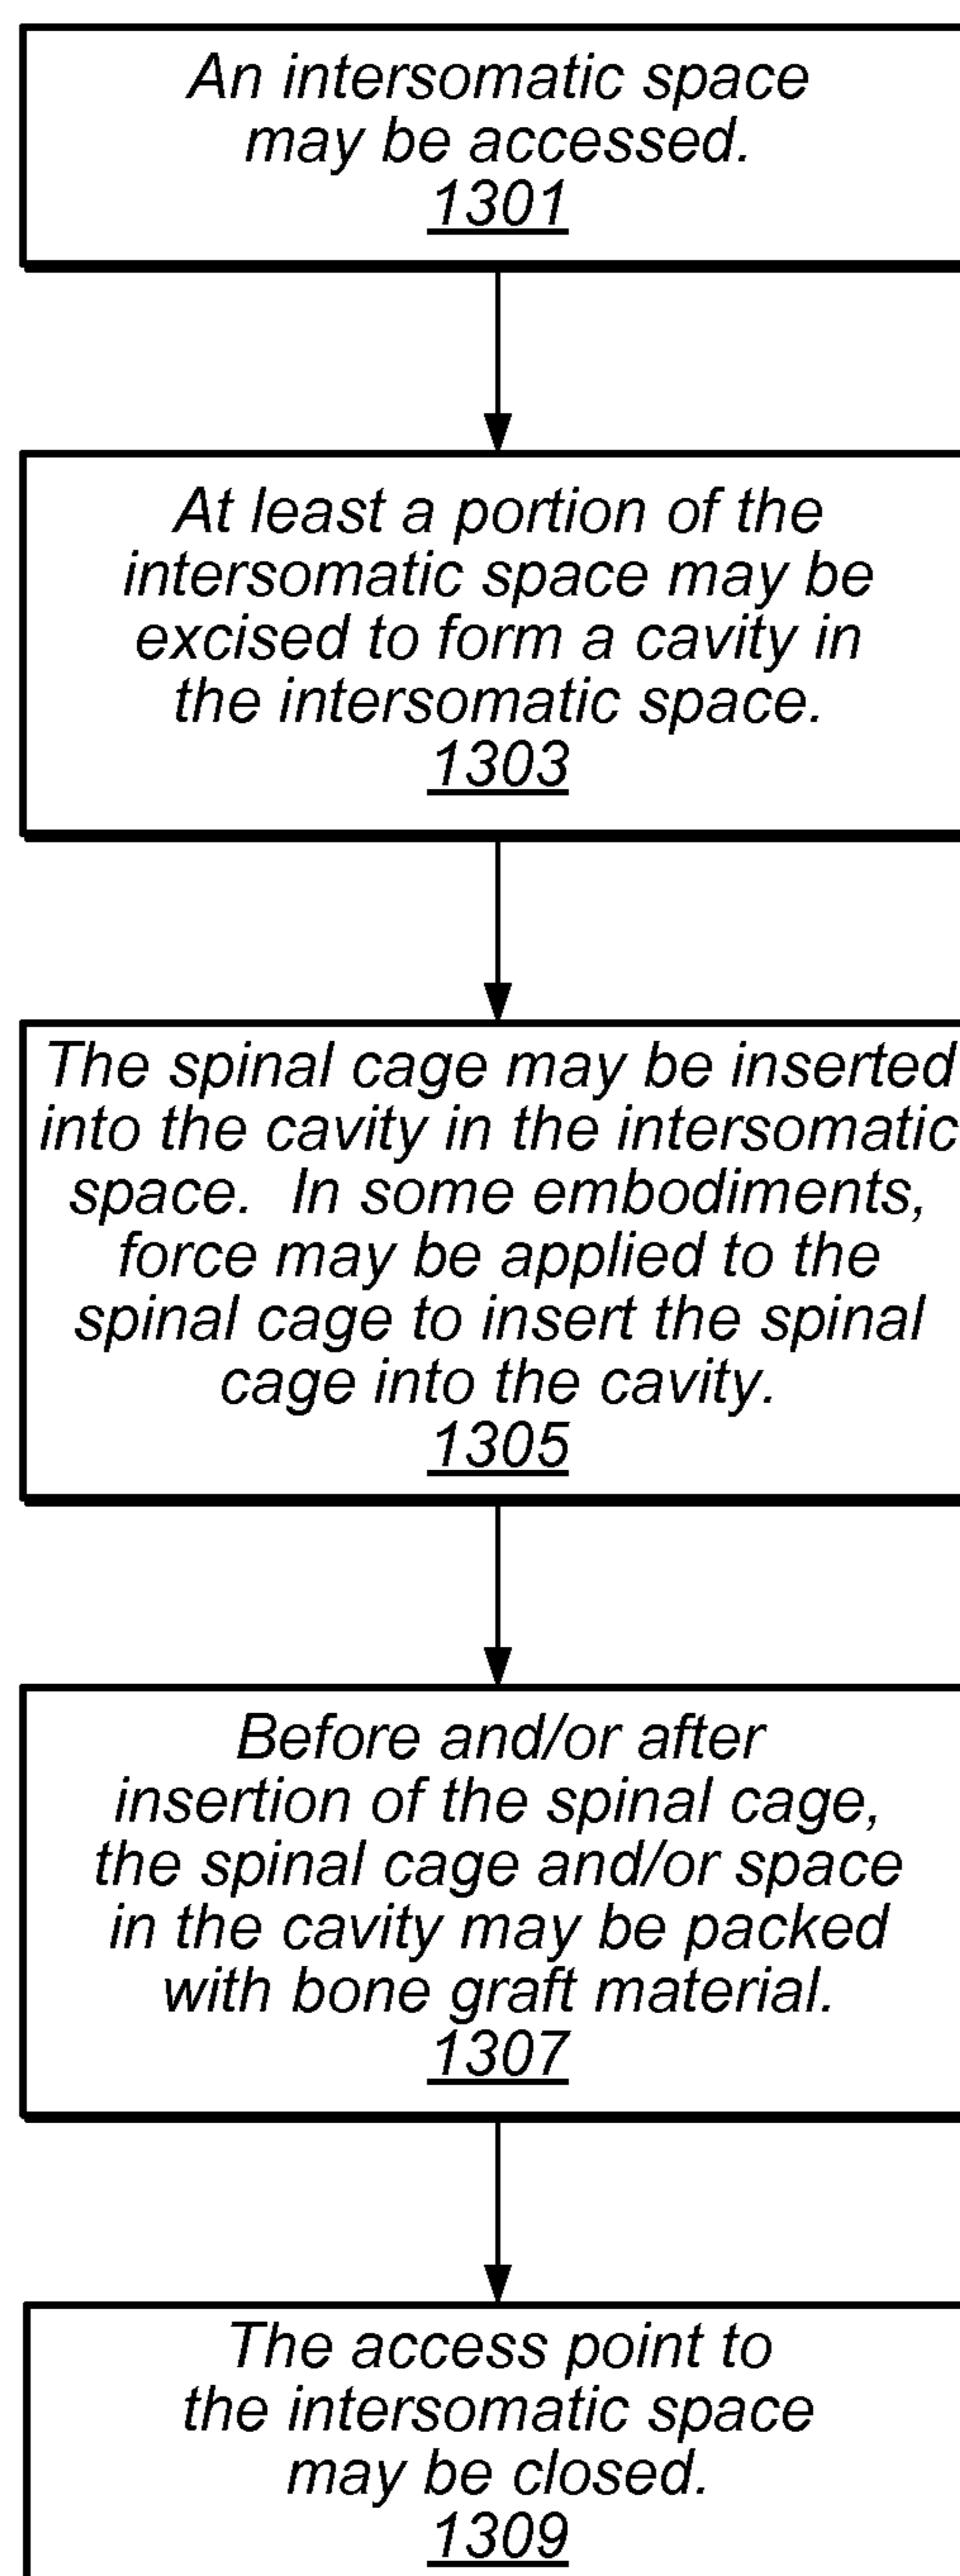 An intersomatic space
may be accessed.
1301
At least a portion of the
intersomatic space may be
excised to form a cavity in
the intersomatic space.
1303
The spinal cage may be inserted
into the cavity in the intersomatic
space.  In some embodiments,
force may be applied to the
spinal cage to insert the spinal
cage into the cavity.
1305
Before and/or after
insertion of the spinal cage,
the spinal cage and/or space
in the cavity may be packed
with bone graft material.
1307
The access point to
the intersomatic space
may be closed.
1309